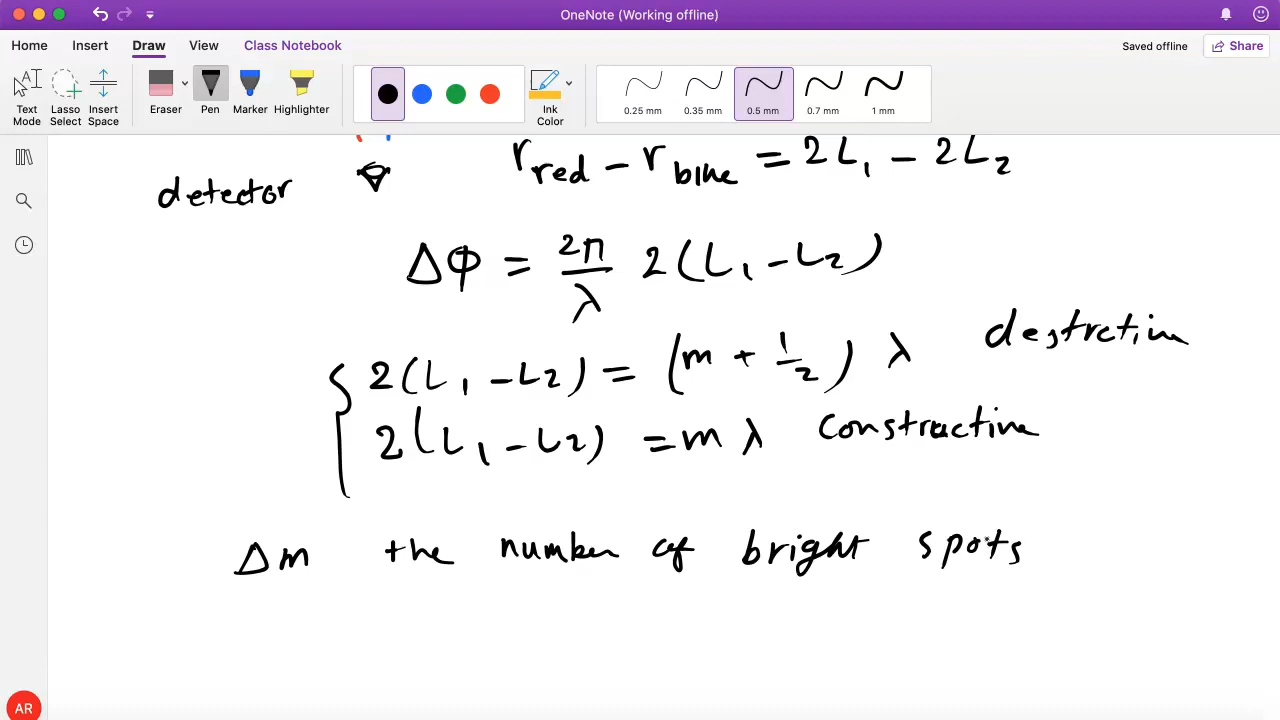 OneNote (Working offline)
Home Insert Draw View Class Notebook
Saved offline Share
Text Mode
Lasso Select
Insert Space
Eraser
Pen
Marker
Highlighter
Ink Color
0.25 mm 0.35 mm 0.5 mm 0.7 mm 1 mm
r_red − r_blue = 2L₁ − 2L₂
detector
Δφ = 2π/λ 2(L₁ − L₂)
2(L₁ − L₂) = (m + 1/2) λ destructive
2(L₁ − L₂) = m λ constructive
Δm the number of bright spots
AR